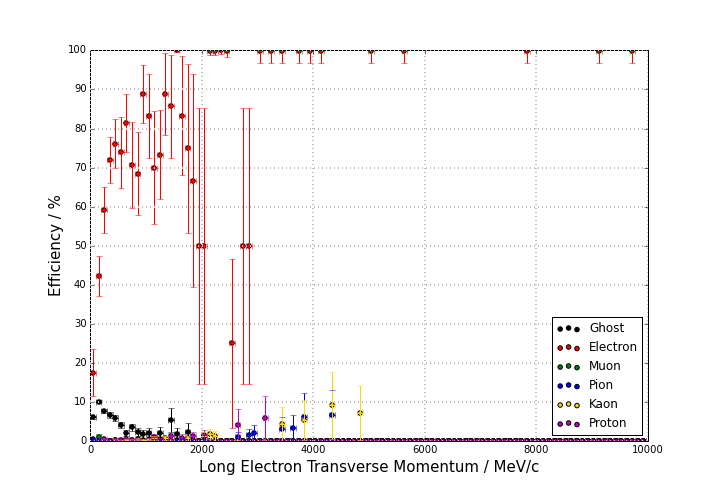 100
90
80
70
60
50
40
30
20
10
0
Efficiency / %
0 2000 4000 6000 8000 10000
Long Electron Transverse Momentum / MeV/c
Ghost
Electron
Muon
Pion
Kaon
Proton